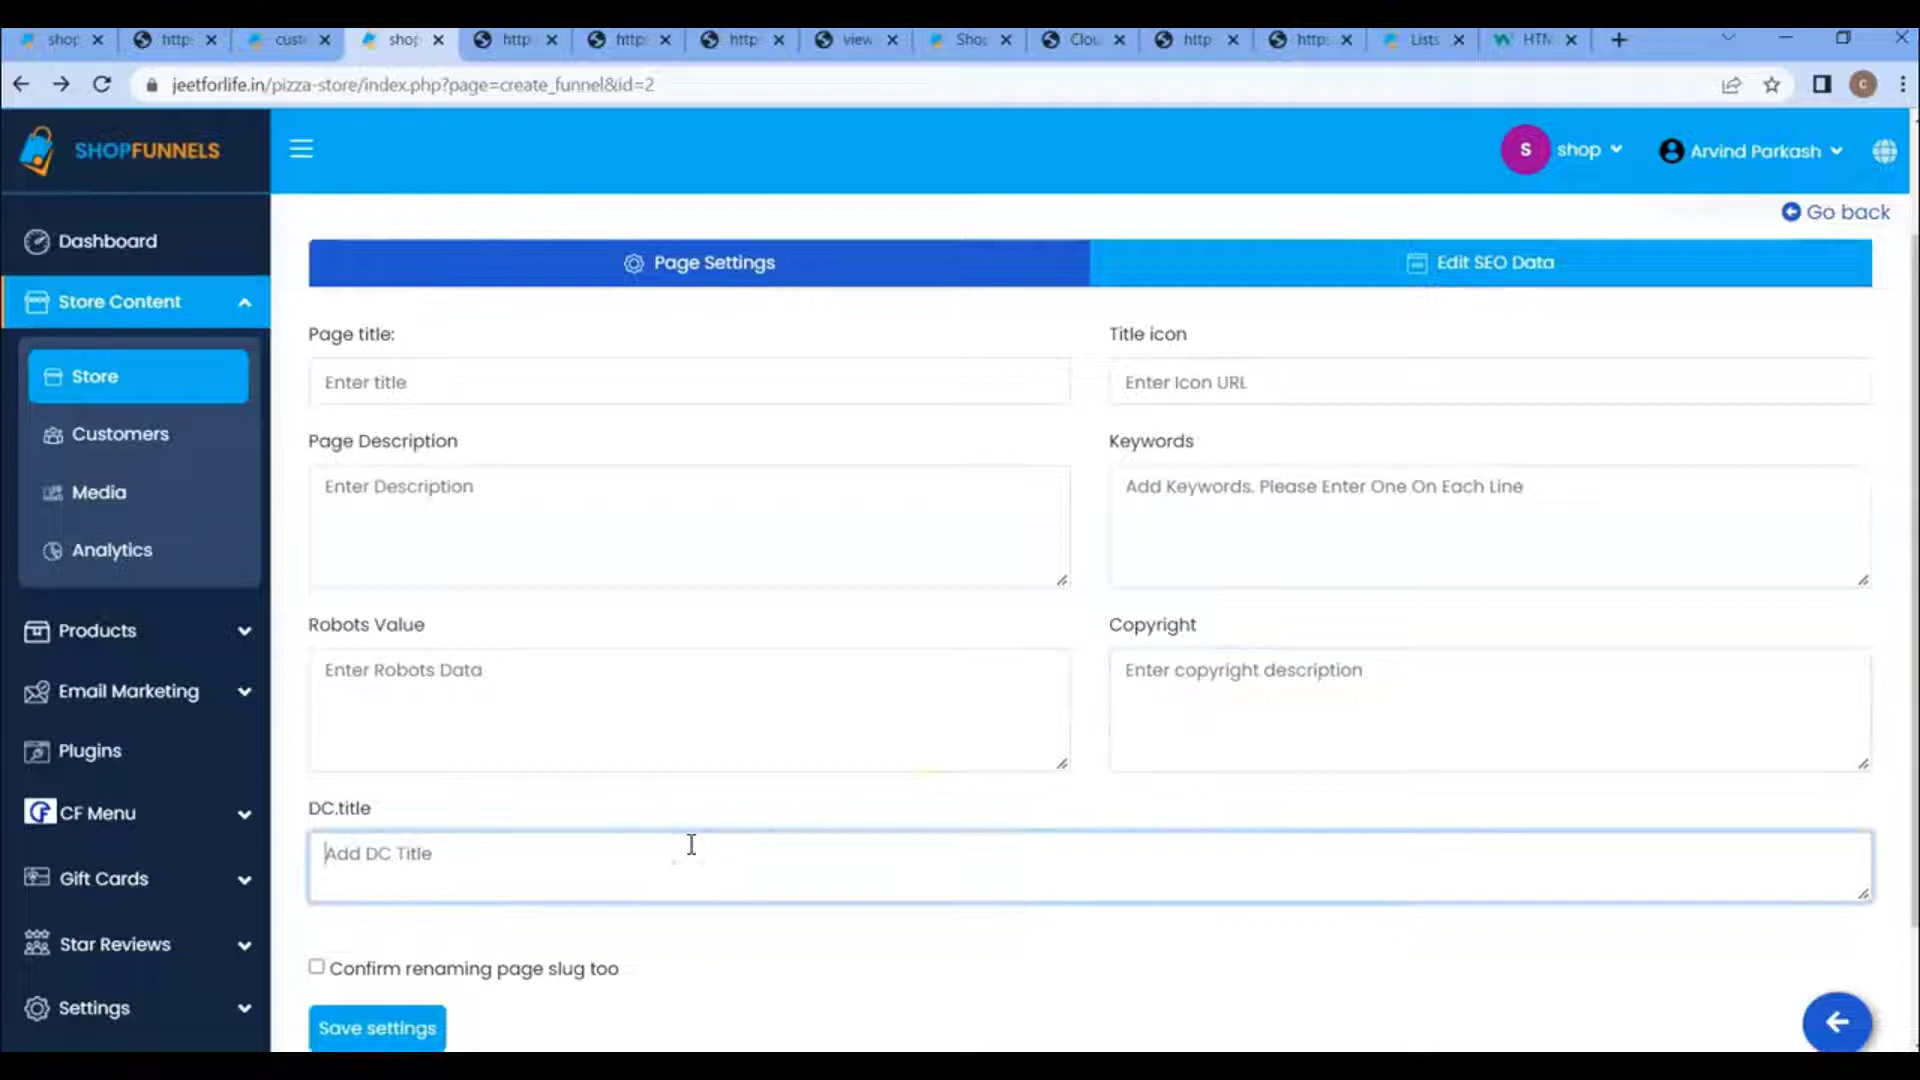 shop http custo shop http http http view Shop Clou http http Lists HTM
jeetforlife.in/pizza-store/index.php?page=create_funnel&id=2
C
SHOPFUNNELS
S shop
Arvind Parkash
Go back
Dashboard
Store Content
Store
Customers
Media
Analytics
Products
Email Marketing
Plugins
CF Menu
Gift Cards
Star Reviews
Settings
Page Settings
Edit SEO Data
Page title:
Title icon
Enter title
Enter Icon URL
Page Description
Keywords
Enter Description
Add Keywords. Please Enter One On Each Line
Robots Value
Copyright
Enter Robots Data
Enter copyright description
DC.title
Add DC Title
Confirm renaming page slug too
Save settings